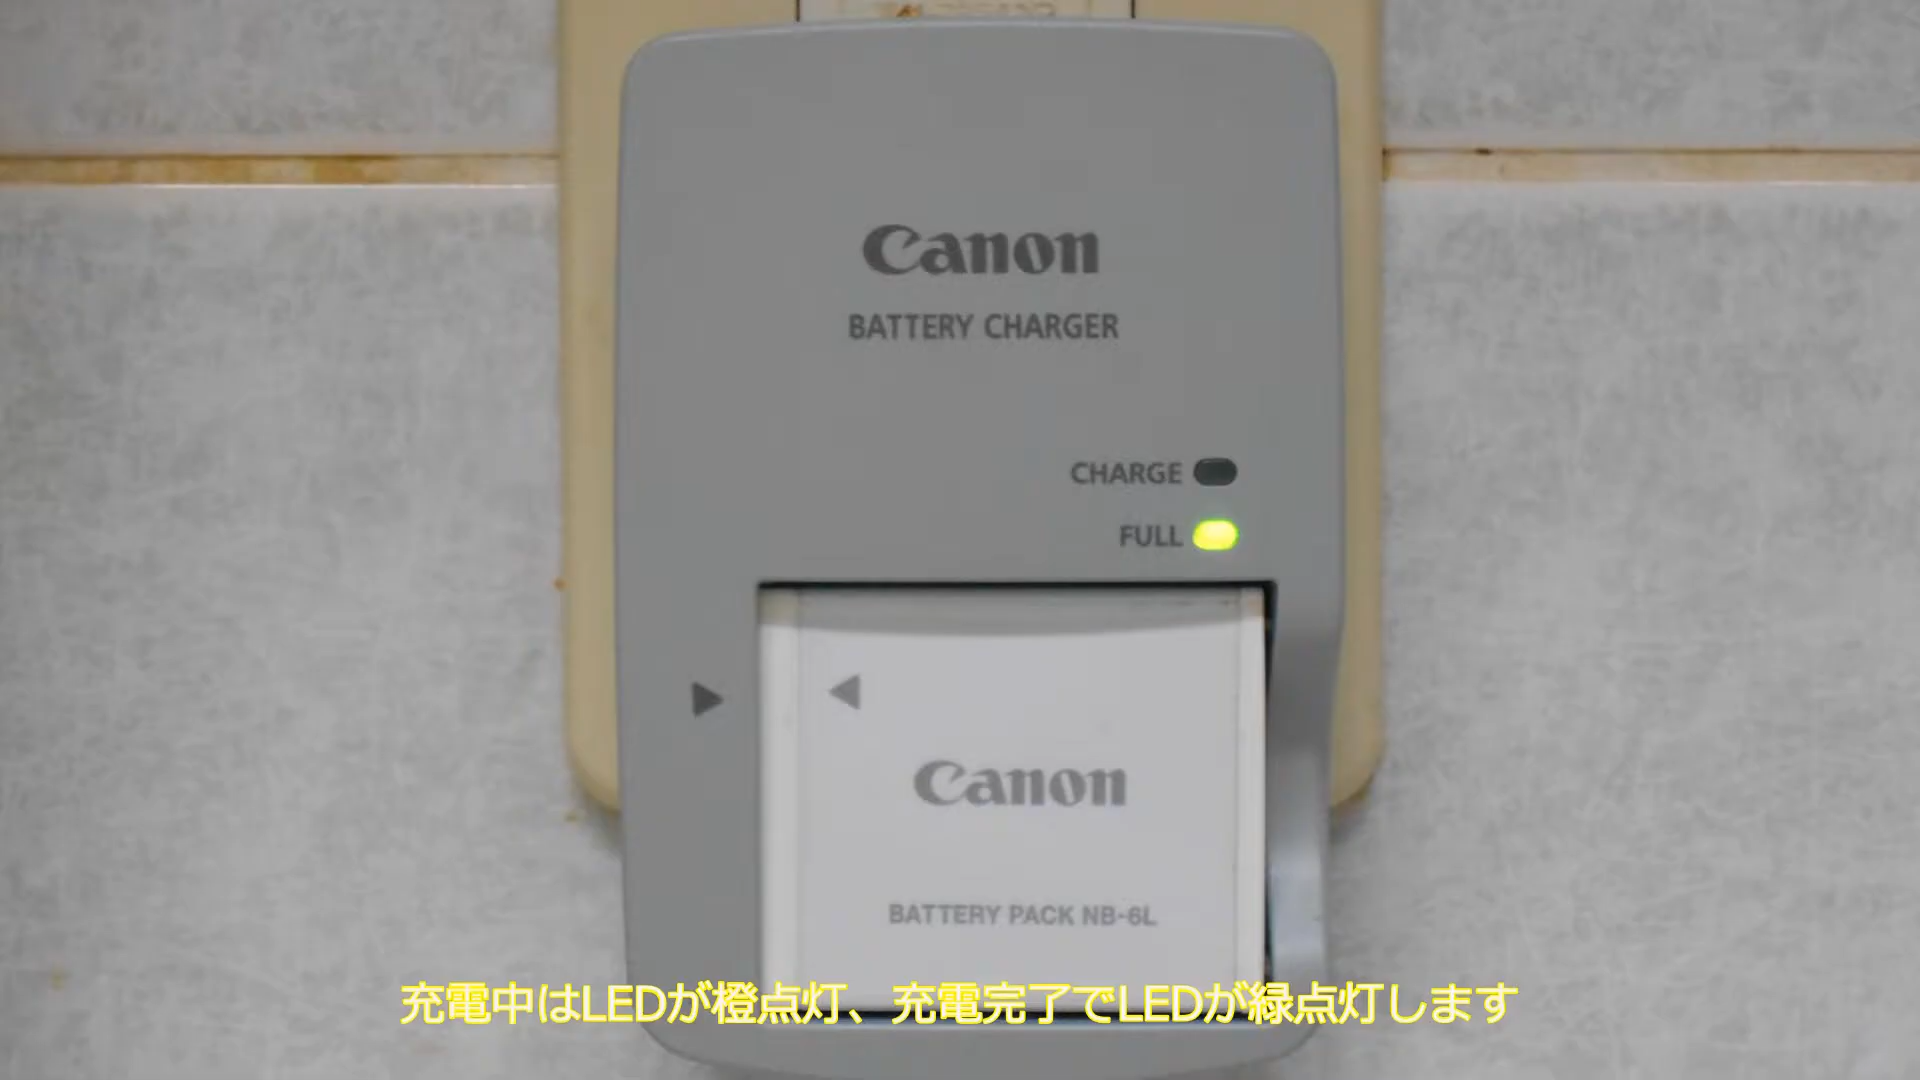 Canon
BATTERY CHARGER
CHARGE
FULL
Canon
BATTERY PACK NB-6L
充電中はLEDが橙点灯、充電完了でLEDが緑点灯します